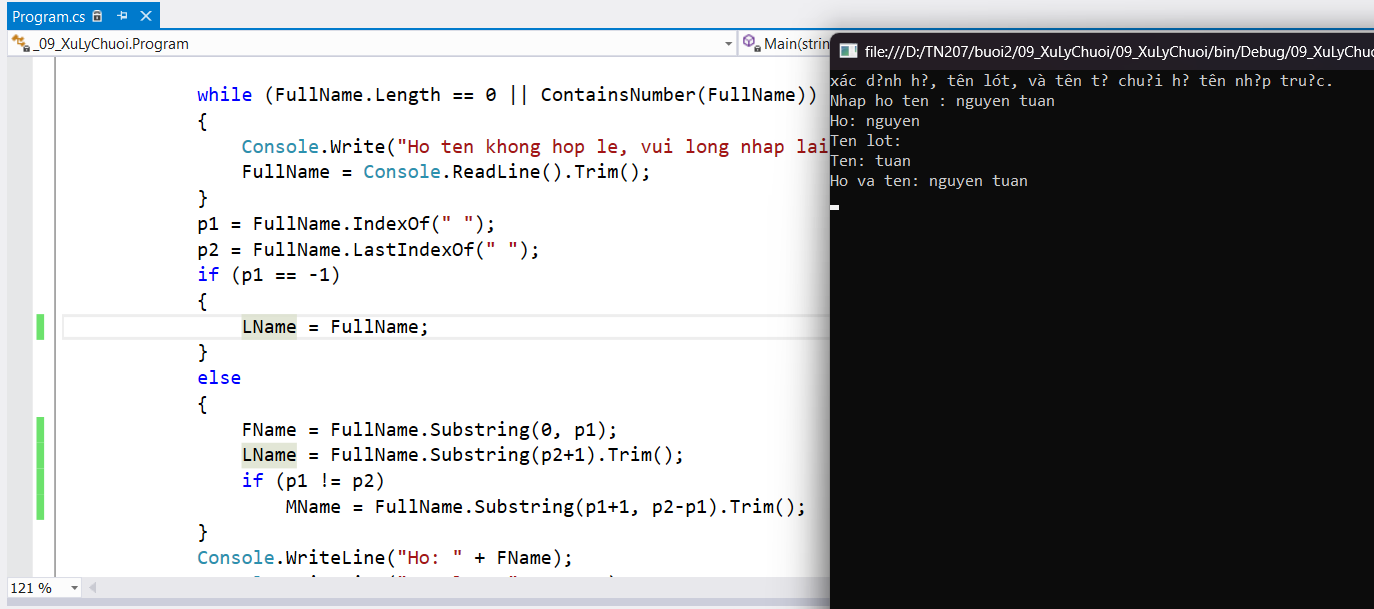 Program.cs
_09_XuLyChuoi.Program
Main(strin
while (FullName.Length == 0 || ContainsNumber(FullName))
{
Console.Write("Ho ten khong hop le, vui long nhap lai
FullName = Console.ReadLine().Trim();
}
p1 = FullName.IndexOf(" ");
p2 = FullName.LastIndexOf(" ");
if (p1 == -1)
{
LName = FullName;
}
else
{
FName = FullName.Substring(0, p1);
LName = FullName.Substring(p2+1).Trim();
if (p1 != p2)
MName = FullName.Substring(p1+1, p2-p1).Trim();
}
Console.WriteLine("Ho: " + FName);
121 %
file:///D:/TN207/buoi2/09_XuLyChuoi/09_XuLyChuoi/bin/Debug/09_XuLyChuo
xác d?nh h?, tên lót, và tên t? chu?i h? tên nh?p tru?c.
Nhap ho ten : nguyen tuan
Ho: nguyen
Ten lot:
Ten: tuan
Ho va ten: nguyen tuan